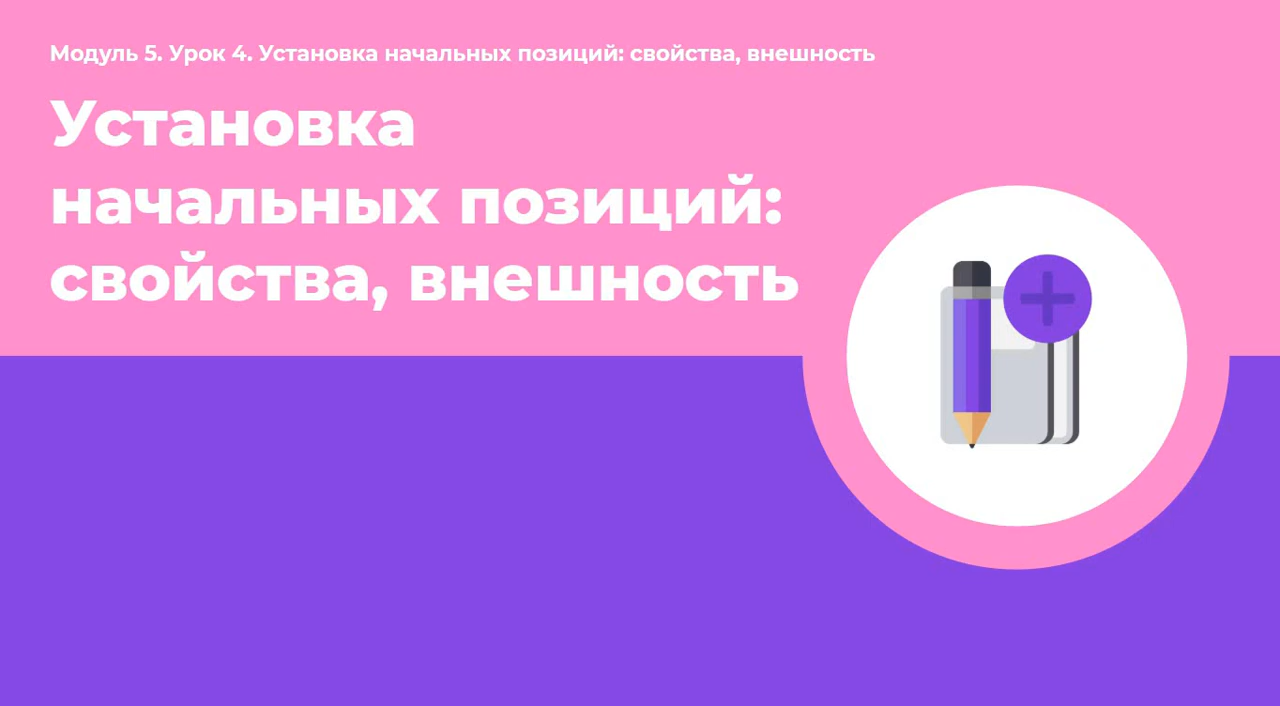 Модуль 5. Урок 4. Установка начальных позиций: свойства, внешность
Установка
начальных позиций:
свойства, внешность